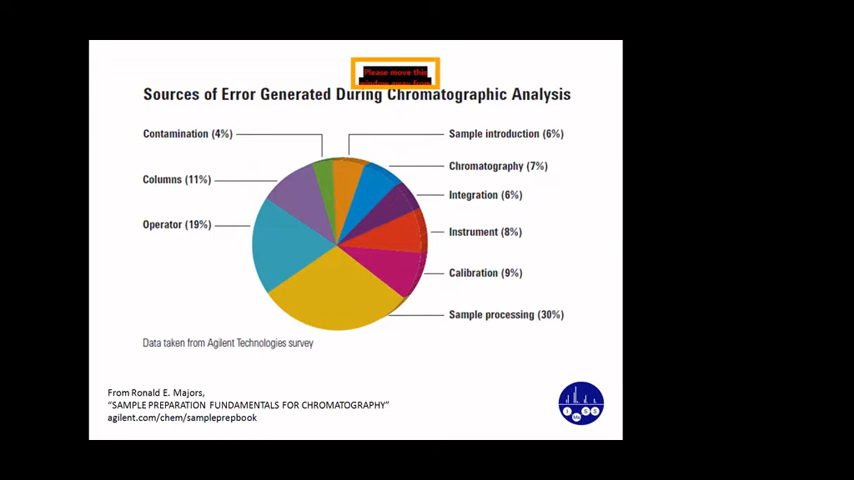 Please move this
Sources of Error Generated During Chromatographic Analysis
Contamination (4%)
Sample introduction (6%)
Chromatography (7%)
Columns (11%)
Integration (6%)
Operator (19%)
Instrument (8%)
Calibration (9%)
Sample processing (30%)
Data taken from Agilent Technologies survey
From Ronald E. Majors,
“SAMPLE PREPARATION FUNDAMENTALS FOR CHROMATOGRAPHY”
agilent.com/chem/sampleprepbook